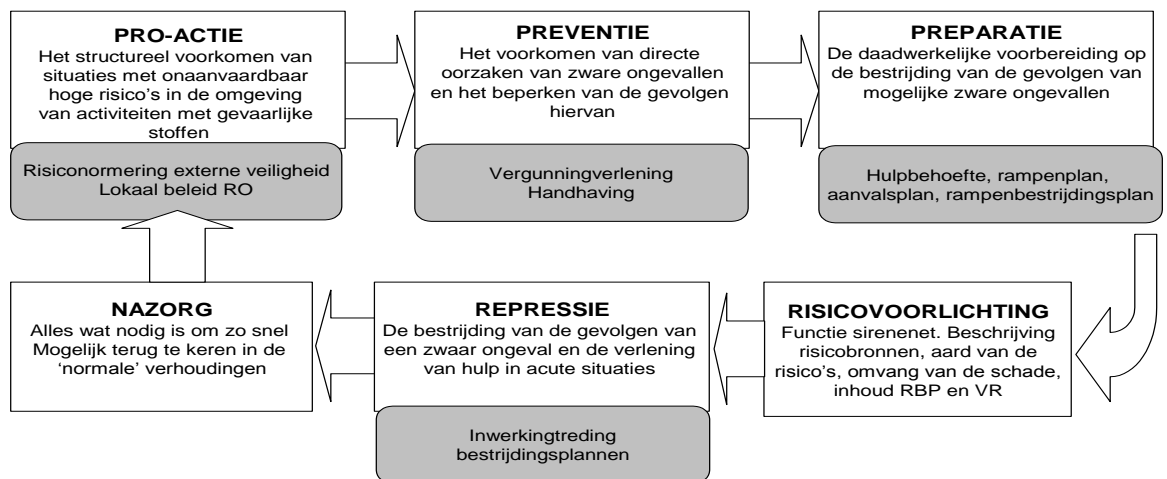 PRO-ACTIE
Het structureel voorkomen van
situaties met onaanvaardbaar
hoge risico's in de omgeving
van activiteiten met gevaarlijke
stoffen
Risiconormering externe veiligheid
Lokaal beleid RO
PREVENTIE
Het voorkomen van directe
oorzaken van zware ongevallen
en het beperken van de gevolgen
hiervan
Vergunningverlening
Handhaving
PREPARATIE
De daadwerkelijke voorbereiding op
de bestrijding van de gevolgen van
mogelijke zware ongevallen
Hulpbehoefte, rampenplan,
aanvalsplan, rampenbestrijdingsplan
RISICOVOORLICHTING
Functie sirenenet. Beschrijving
risicobronnen, aard van de
risico's, omvang van de schade,
inhoud RBP en VR
REPRESSIE
De bestrijding van de gevolgen van
een zwaar ongeval en de verlening
van hulp in acute situaties
Inwerkingtreding
bestrijdingsplannen
NAZORG
Alles wat nodig is om zo snel
Mogelijk terug te keren in de
'normale' verhoudingen